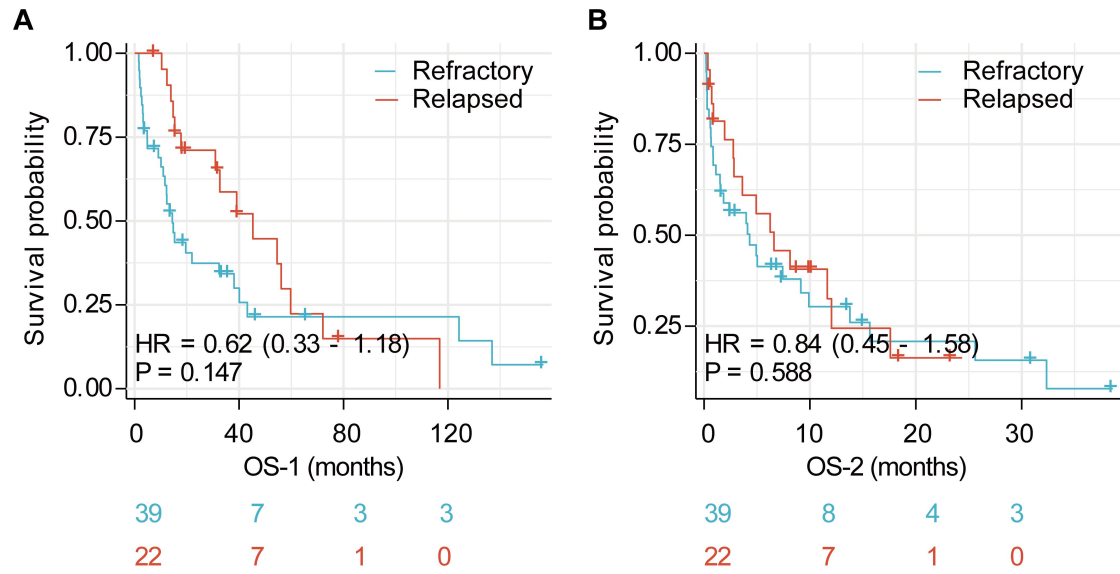 A
Survival probability
1.00
0.75
0.50
0.25
0.00
Refractory
Relapsed
HR = 0.62 (0.33 - 1.18)
P = 0.147
0 40 80 120
OS-1 (months)
39 7 3 3
22 7 1 0
B
Survival probability
1.00
0.75
0.50
0.25
Refractory
Relapsed
HR = 0.84 (0.45 - 1.58)
P = 0.588
0 10 20 30
OS-2 (months)
39 8 4 3
22 7 1 0